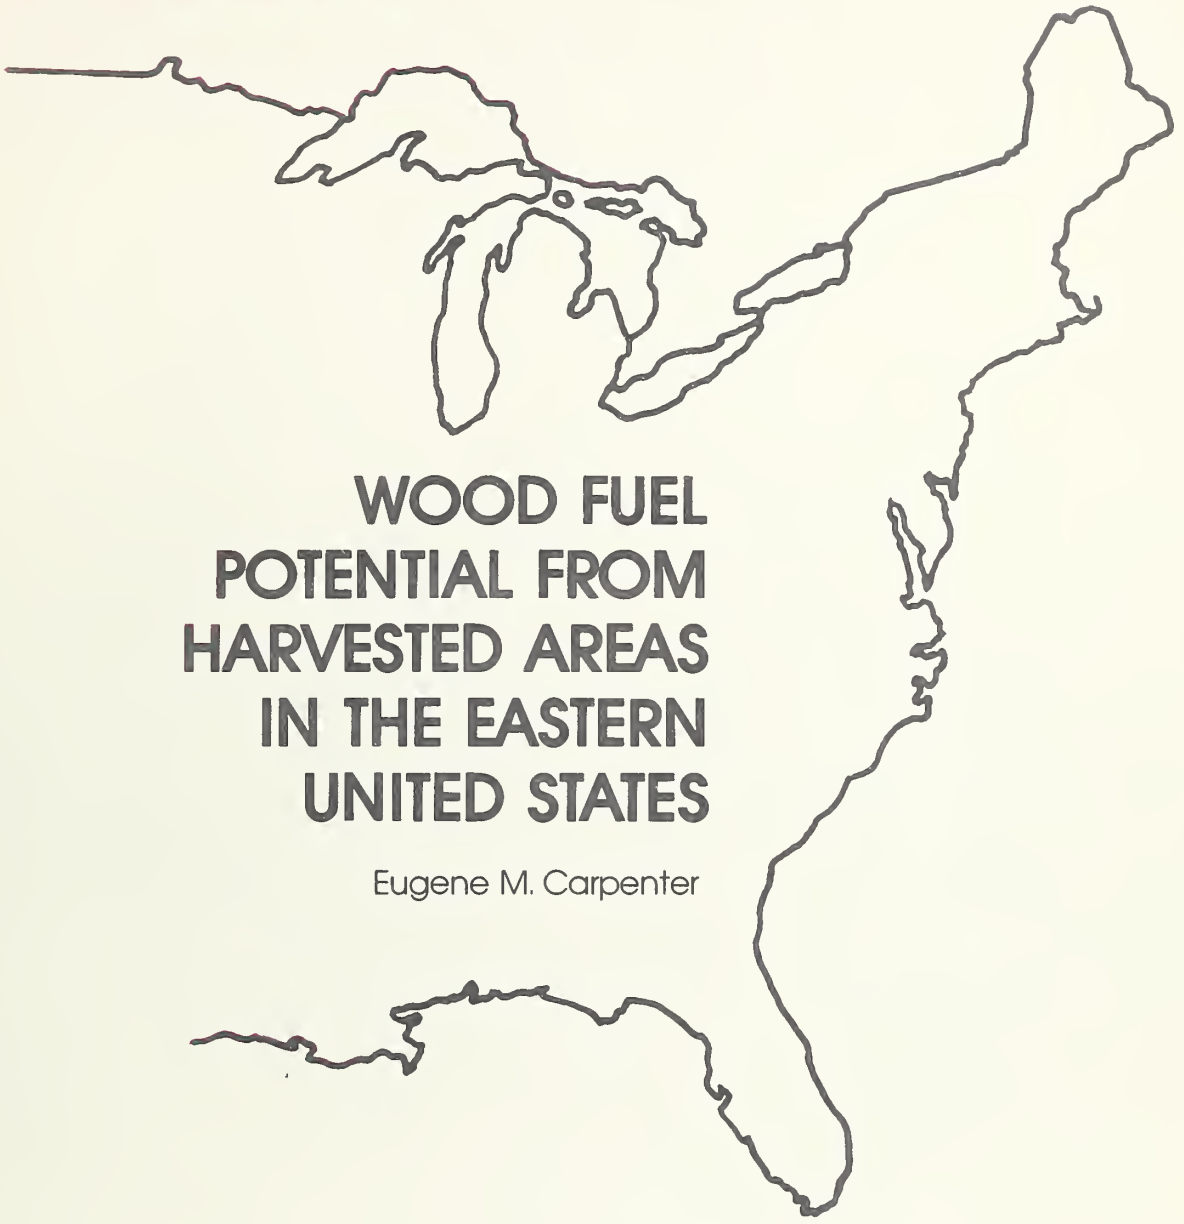 WOOD FUEL
POTENTIAL FROM
HARVESTED AREAS
IN THE EASTERN
UNITED STATES
Eugene M. Carpenter